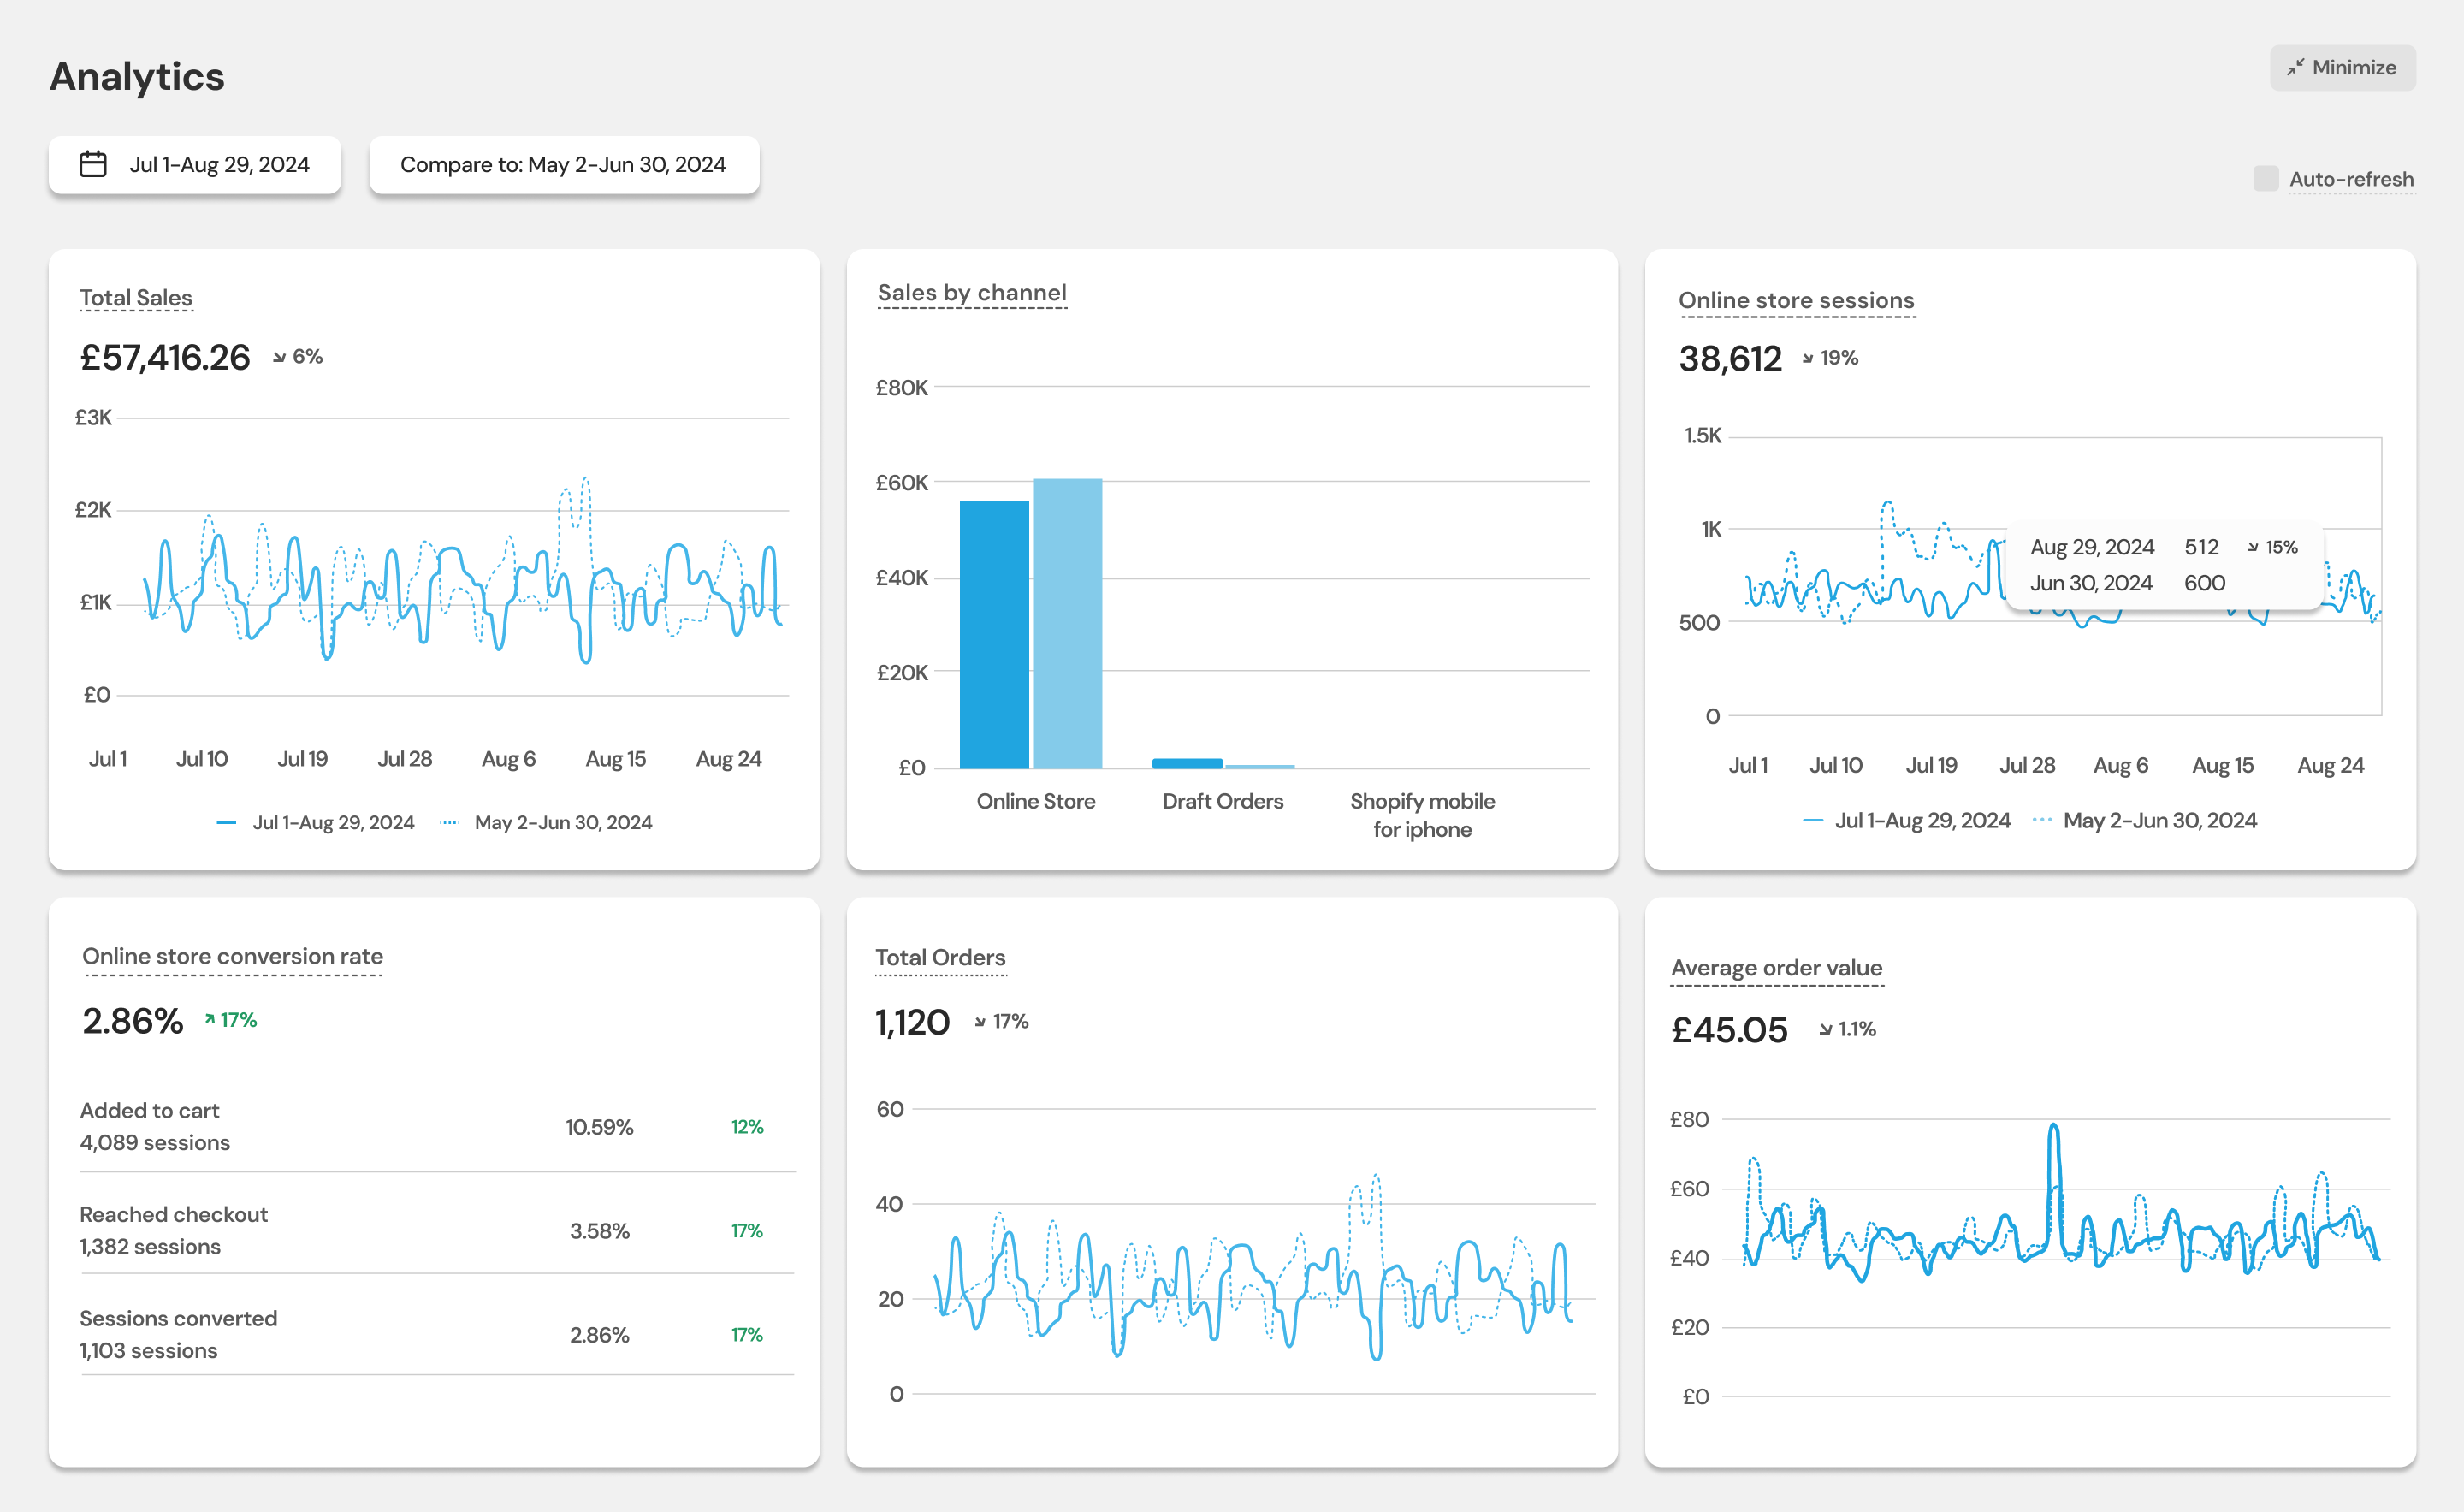 Analytics
Minimize
Jul 1-Aug 29, 2024
Compare to: May 2-Jun 30, 2024
Auto-refresh
Total Sales
£57,416.26 6%
£3K
£2K
£1K
£0
Jul 1 Jul 10 Jul 19 Jul 28 Aug 6 Aug 15 Aug 24
Jul 1-Aug 29, 2024 May 2-Jun 30, 2024
Sales by channel
£80K
£60K
£40K
£20K
£0
Online Store Draft Orders Shopify mobile
for iphone
Online store sessions
38,612 19%
1.5K
1K
500
0
Aug 29, 2024 512 15%
Jun 30, 2024 600
Jul 1 Jul 10 Jul 19 Jul 28 Aug 6 Aug 15 Aug 24
Jul 1-Aug 29, 2024 May 2-Jun 30, 2024
Online store conversion rate
2.86% 17%
Added to cart
4,089 sessions
10.59% 12%
Reached checkout
1,382 sessions
3.58% 17%
Sessions converted
1,103 sessions
2.86% 17%
Total Orders
1,120 17%
60
40
20
0
Average order value
£45.05 1.1%
£80
£60
£40
£20
£0